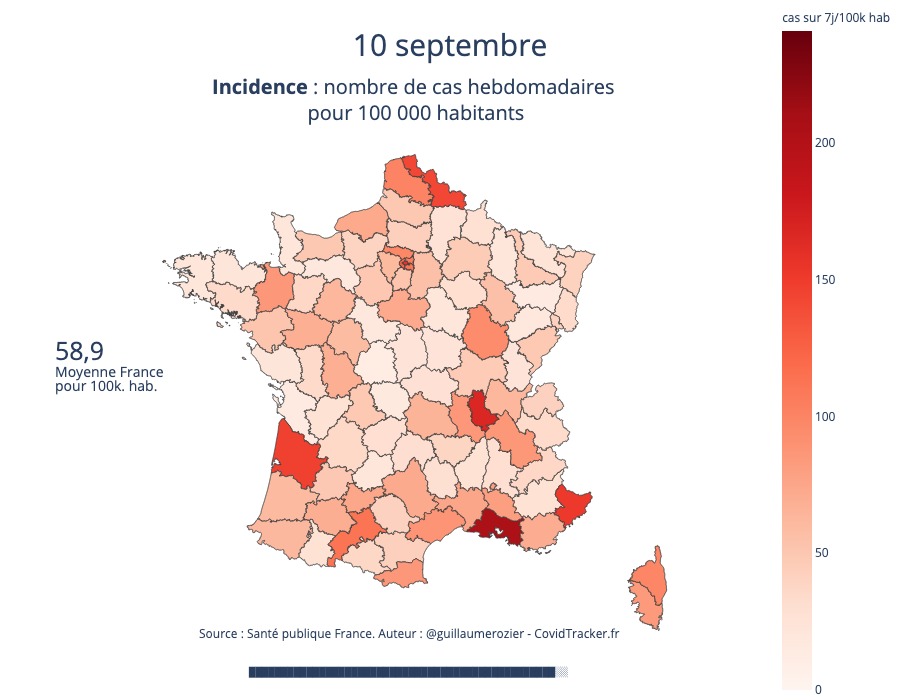 cas sur 7j/100k hab
10 septembre
Incidence : nombre de cas hebdomadaires
pour 100 000 habitants
200
150
100
50
0
58,9
Moyenne France
pour 100k. hab.
Source : Santé publique France. Auteur : @guillaumerozier - CovidTracker.fr